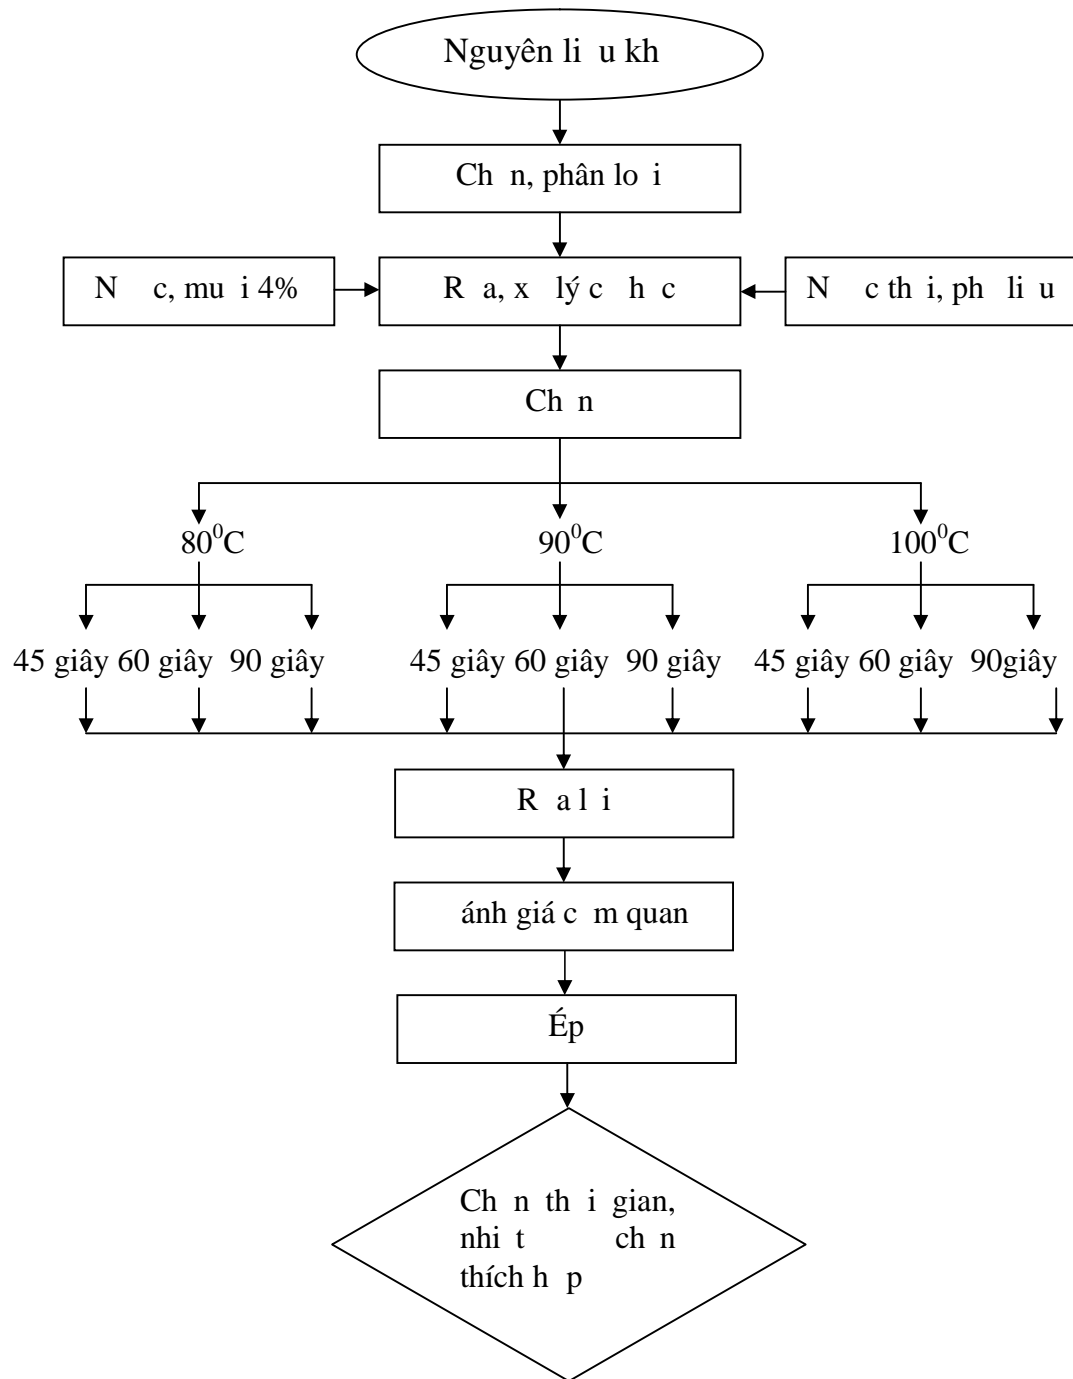 Nguyên li u kh
Ch n, phân lo i
N c, mu i 4%
R a, x lý c h c
N c th i, ph li u
Ch n
80⁰C
90⁰C
100⁰C
45 giây 60 giây 90 giây
45 giây 60 giây 90 giây
45 giây 60 giây 90giây
R a l i
ánh giá c m quan
Ép
Ch n th i gian,
nhi t ch n
thích h p